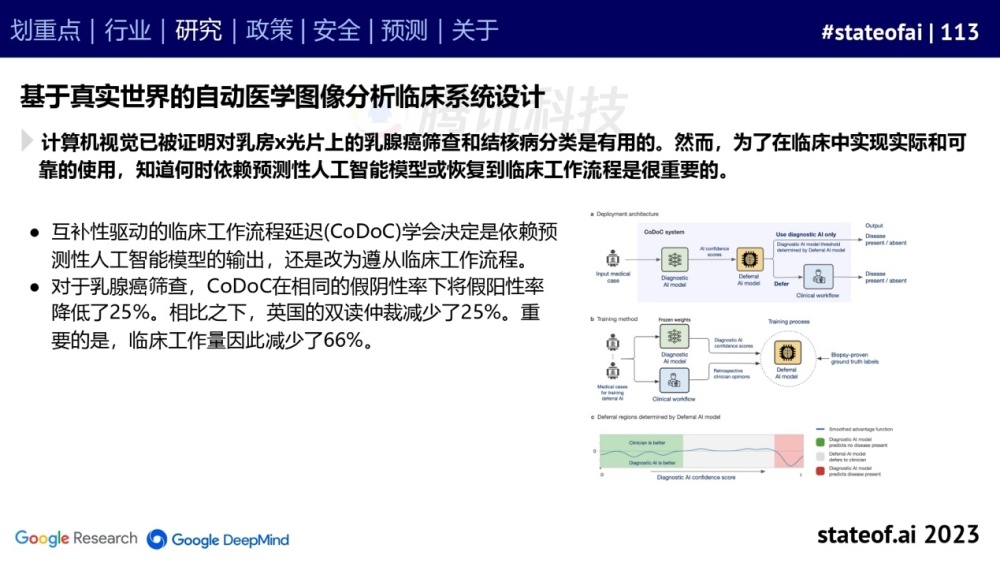 划重点 | 行业 | 研究 | 政策 | 安全 | 预测 | 关于
#stateofai | 113
基于真实世界的自动医学图像分析临床系统设计
腾讯科技
计算机视觉已被证明对乳房x光片上的乳腺癌筛查和结核病分类是有用的。然而，为了在临床中实现实际和可
靠的使用，知道何时依赖预测性人工智能模型或恢复到临床工作流程是很重要的。
● 互补性驱动的临床工作流程延迟(CoDoC)学会决定是依赖预
测性人工智能模型的输出，还是改为遵从临床工作流程。
● 对于乳腺癌筛查，CoDoC在相同的假阴性率下将假阳性率
降低了25%。相比之下，英国的双读仲裁减少了25%。重
要的是，临床工作量因此减少了66%。
a Deployment architecture
CoDoC system
Input medical
case
Diagnostic
AI model
AI confidence
scores
Deferral
AI model
Use diagnostic AI only
Diagnostic AI model threshold
determined by Deferral AI model
Defer
Clinical workflow
Output
Disease
present / absent
Disease
present / absent
b Training method
Medical cases
for training
deferral AI
Frozen weights
Diagnostic
AI model
Clinical workflow
Diagnostic AI
confidence scores
Retrospective
clinician opinions
Training process
Deferral
AI model
Biopsy-proven
ground truth labels
c Deferral regions determined by Deferral AI model
0
Clinician is better
Diagnostic AI is better
0
1
Diagnostic AI confidence score
Smoothed advantage function
Diagnostic AI model
predicts no disease present
Deferral AI model
defers to clinician
Diagnostic AI model
predicts disease present
Google Research
Google DeepMind
stateof.ai 2023